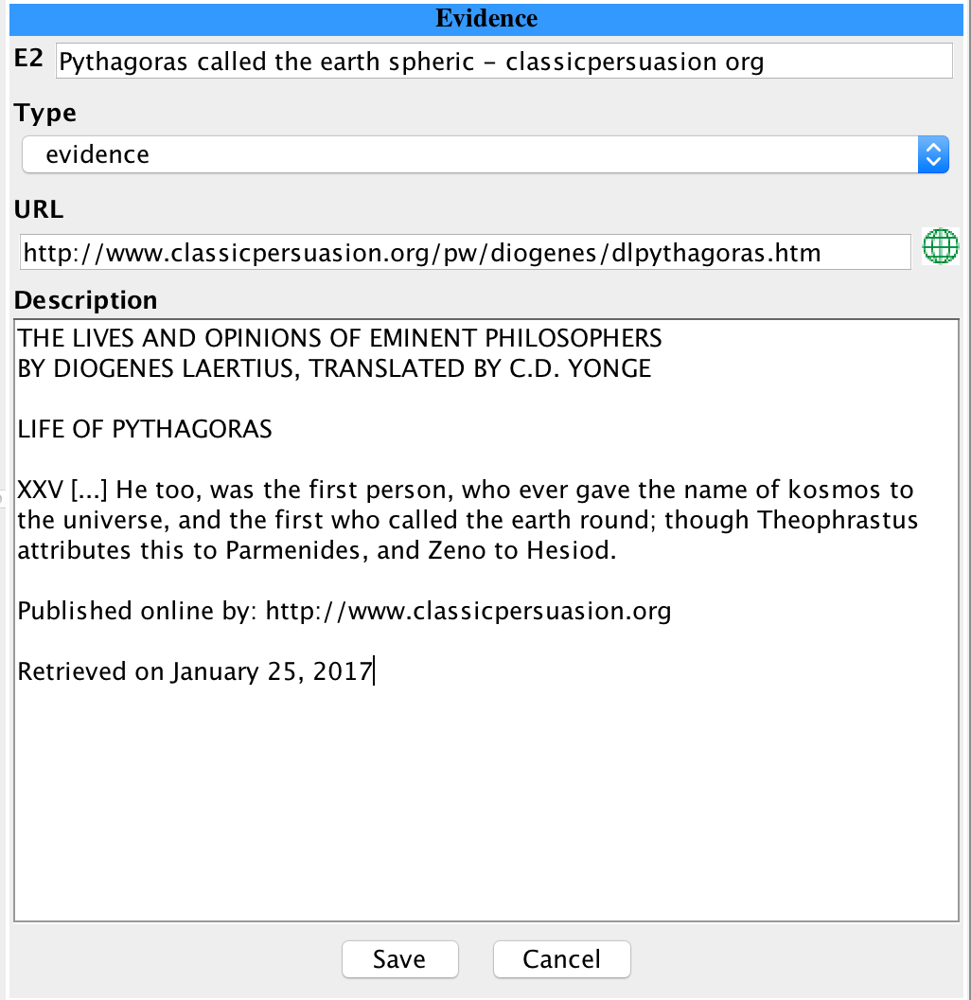 Evidence
E2 Pythagoras called the earth spheric – classicpersuasion org
Type
evidence
URL
http://www.classicpersuasion.org/pw/diogenes/dlpythagoras.htm
Description
THE LIVES AND OPINIONS OF EMINENT PHILOSOPHERS
BY DIOGENES LAERTIUS, TRANSLATED BY C.D. YONGE
LIFE OF PYTHAGORAS
XXV [...] He too, was the first person, who ever gave the name of kosmos to
the universe, and the first who called the earth round; though Theophrastus
attributes this to Parmenides, and Zeno to Hesiod.
Published online by: http://www.classicpersuasion.org
Retrieved on January 25, 2017
Save Cancel